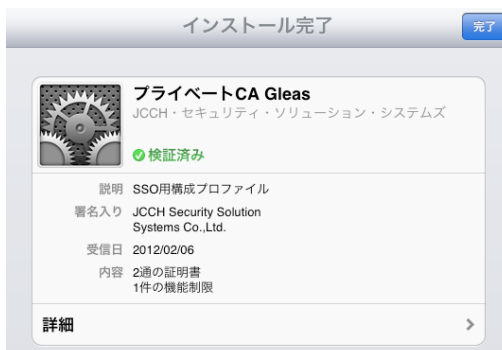 インストール完了
完了
プライベートCA Gleas
JCCH・セキュリティ・ソリューション・システムズ
検証済み
説明 SSO用構成プロファイル
署名入り JCCH Security Solution
Systems Co.,Ltd.
受信日 2012/02/06
内容 2通の証明書
1件の機能制限
詳細